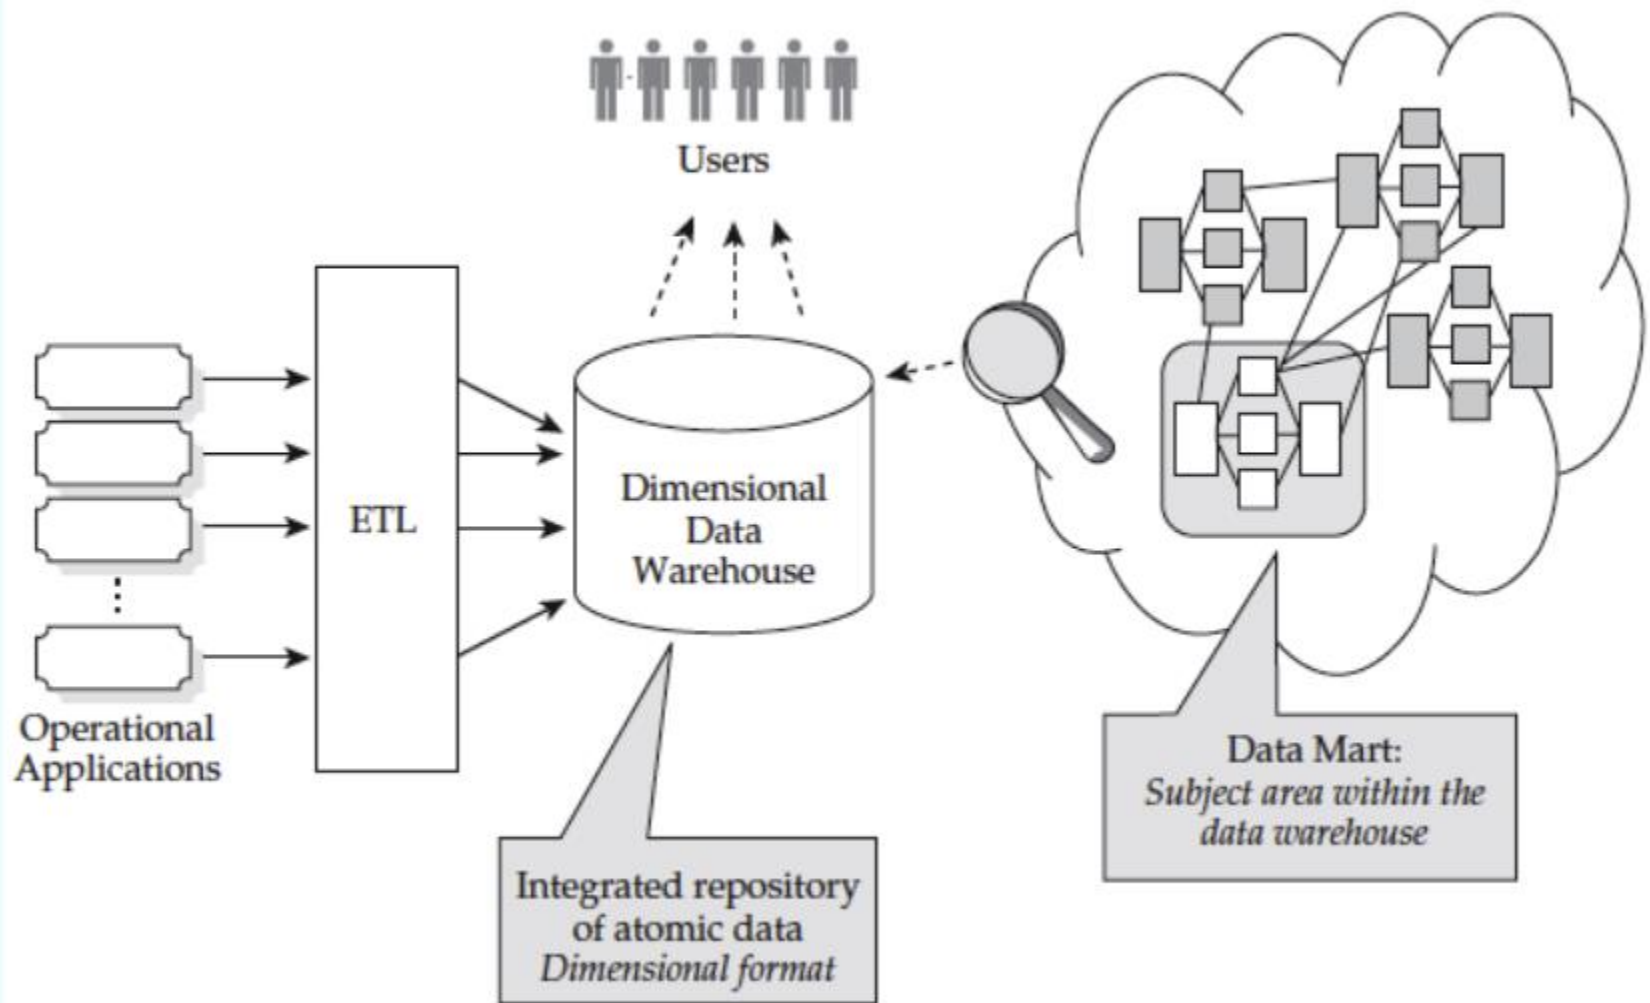 Users
ETL
Dimensional
Data
Warehouse
Operational
Applications
Data Mart:
Subject area within the
data warehouse
Integrated repository
of atomic data
Dimensional format